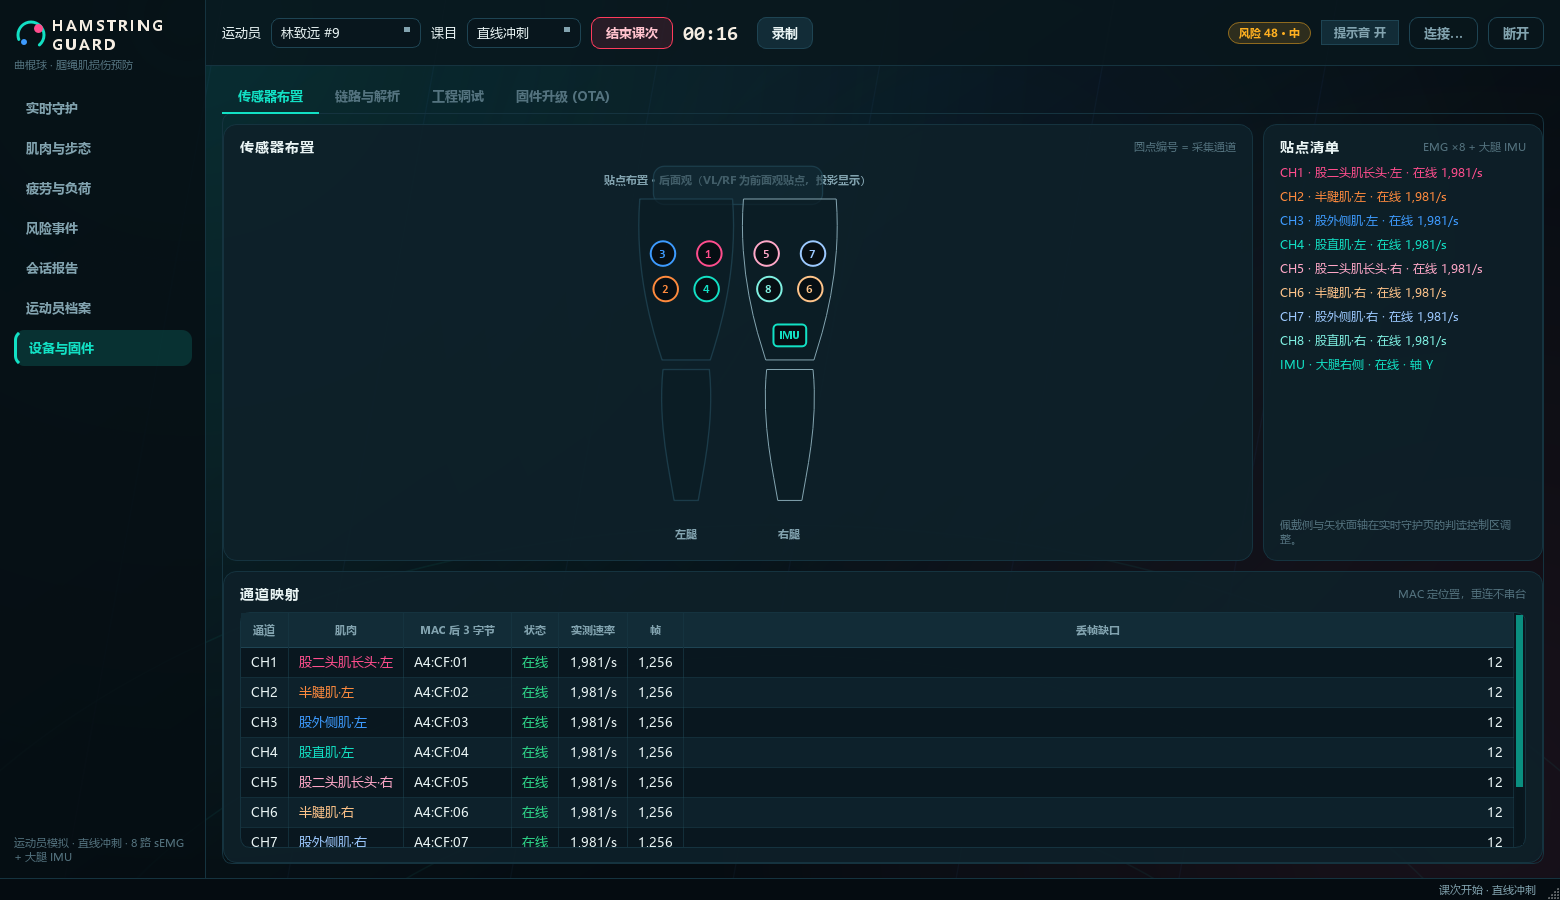 HAMSTRING
GUARD
曲棍球 · 腘绳肌损伤预防
运动员 林致远 #9 课目 直线冲刺 结束课次 00:16 录制 风险 48 • 中 提示音 开 连接... 断开
实时守护
肌肉与步态
疲劳与负荷
风险事件
会话报告
运动员档案
设备与固件
运动员模拟 · 直线冲刺 · 8 路 sEMG
+ 大腿 IMU
传感器布置 链路与解析 工程调试 固件升级 (OTA)
传感器布置 圆点编号 = 采集通道
贴点布置 · 后面观（VL/RF 为前面观贴点，投影显示）
3 1 5 7
2 4 8 6
IMU
左腿 右腿
贴点清单 EMG ×8 + 大腿 IMU
CH1 · 股二头肌长头·左 · 在线 1,981/s
CH2 · 半腱肌·左 · 在线 1,981/s
CH3 · 股外侧肌·左 · 在线 1,981/s
CH4 · 股直肌·左 · 在线 1,981/s
CH5 · 股二头肌长头·右 · 在线 1,981/s
CH6 · 半腱肌·右 · 在线 1,981/s
CH7 · 股外侧肌·右 · 在线 1,981/s
CH8 · 股直肌·右 · 在线 1,981/s
IMU · 大腿右侧 · 在线 · 轴 Y
佩戴侧与矢状面轴在实时守护页的判读控制区调
整。
通道映射 MAC 定位置，重连不串台
通道 肌肉 MAC 后 3 字节 状态 实测速率 帧 丢帧缺口
CH1 股二头肌长头·左 A4:CF:01 在线 1,981/s 1,256 12
CH2 半腱肌·左 A4:CF:02 在线 1,981/s 1,256 12
CH3 股外侧肌·左 A4:CF:03 在线 1,981/s 1,256 12
CH4 股直肌·左 A4:CF:04 在线 1,981/s 1,256 12
CH5 股二头肌长头·右 A4:CF:05 在线 1,981/s 1,256 12
CH6 半腱肌·右 A4:CF:06 在线 1,981/s 1,256 12
CH7 股外侧肌·右 A4:CF:07 在线 1,981/s 1,256 12
课次开始 · 直线冲刺